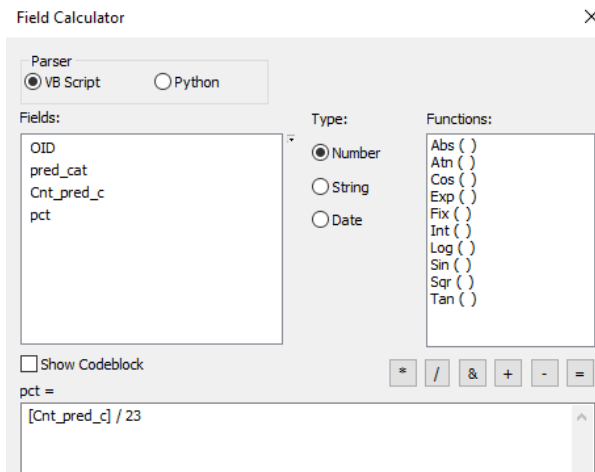 Field Calculator
Parser
VB Script Python
Fields:
OID
pred_cat
Cnt_pred_c
pct
Type:
Number
String
Date
Functions:
Abs ( )
Atn ( )
Cos ( )
Exp ( )
Fix ( )
Int ( )
Log ( )
Sin ( )
Sqr ( )
Tan ( )
Show Codeblock
* / & + - =
pct =
[Cnt_pred_c] / 23